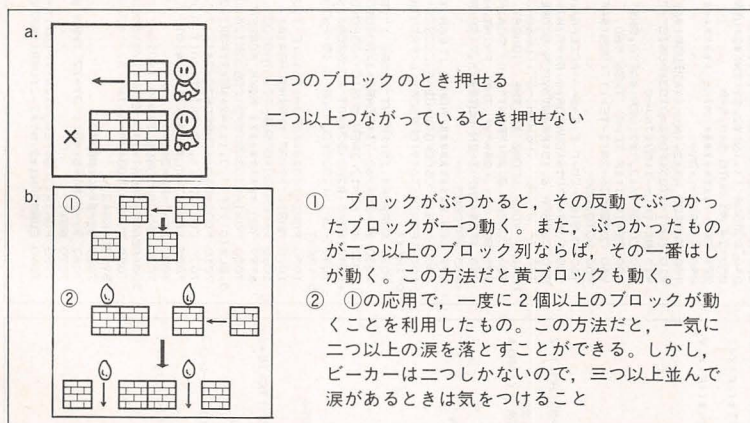 a.
一つのブロックのとき押せる
×
二つ以上つながっているとき押せない
b.
①
① ブロックがぶつかると，その反動でぶつかっ
たブロックが一つ動く。また，ぶつかったもの
が二つ以上のブロック列ならば，その一番はし
が動く。この方法だと黄ブロックも動く。
②
② ①の応用で，一度に2個以上のブロックが動
くことを利用したもの。この方法だと，一気に
二つ以上の涙を落とすことができる。しかし，
ビーカーは二つしかないので，三つ以上並んで
涙があるときは気をつけること